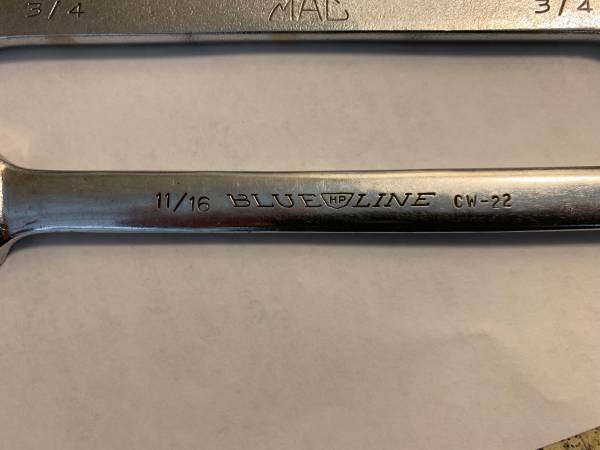 3/4 MAC 3/4
11/16 BLUE HP LINE CW-22